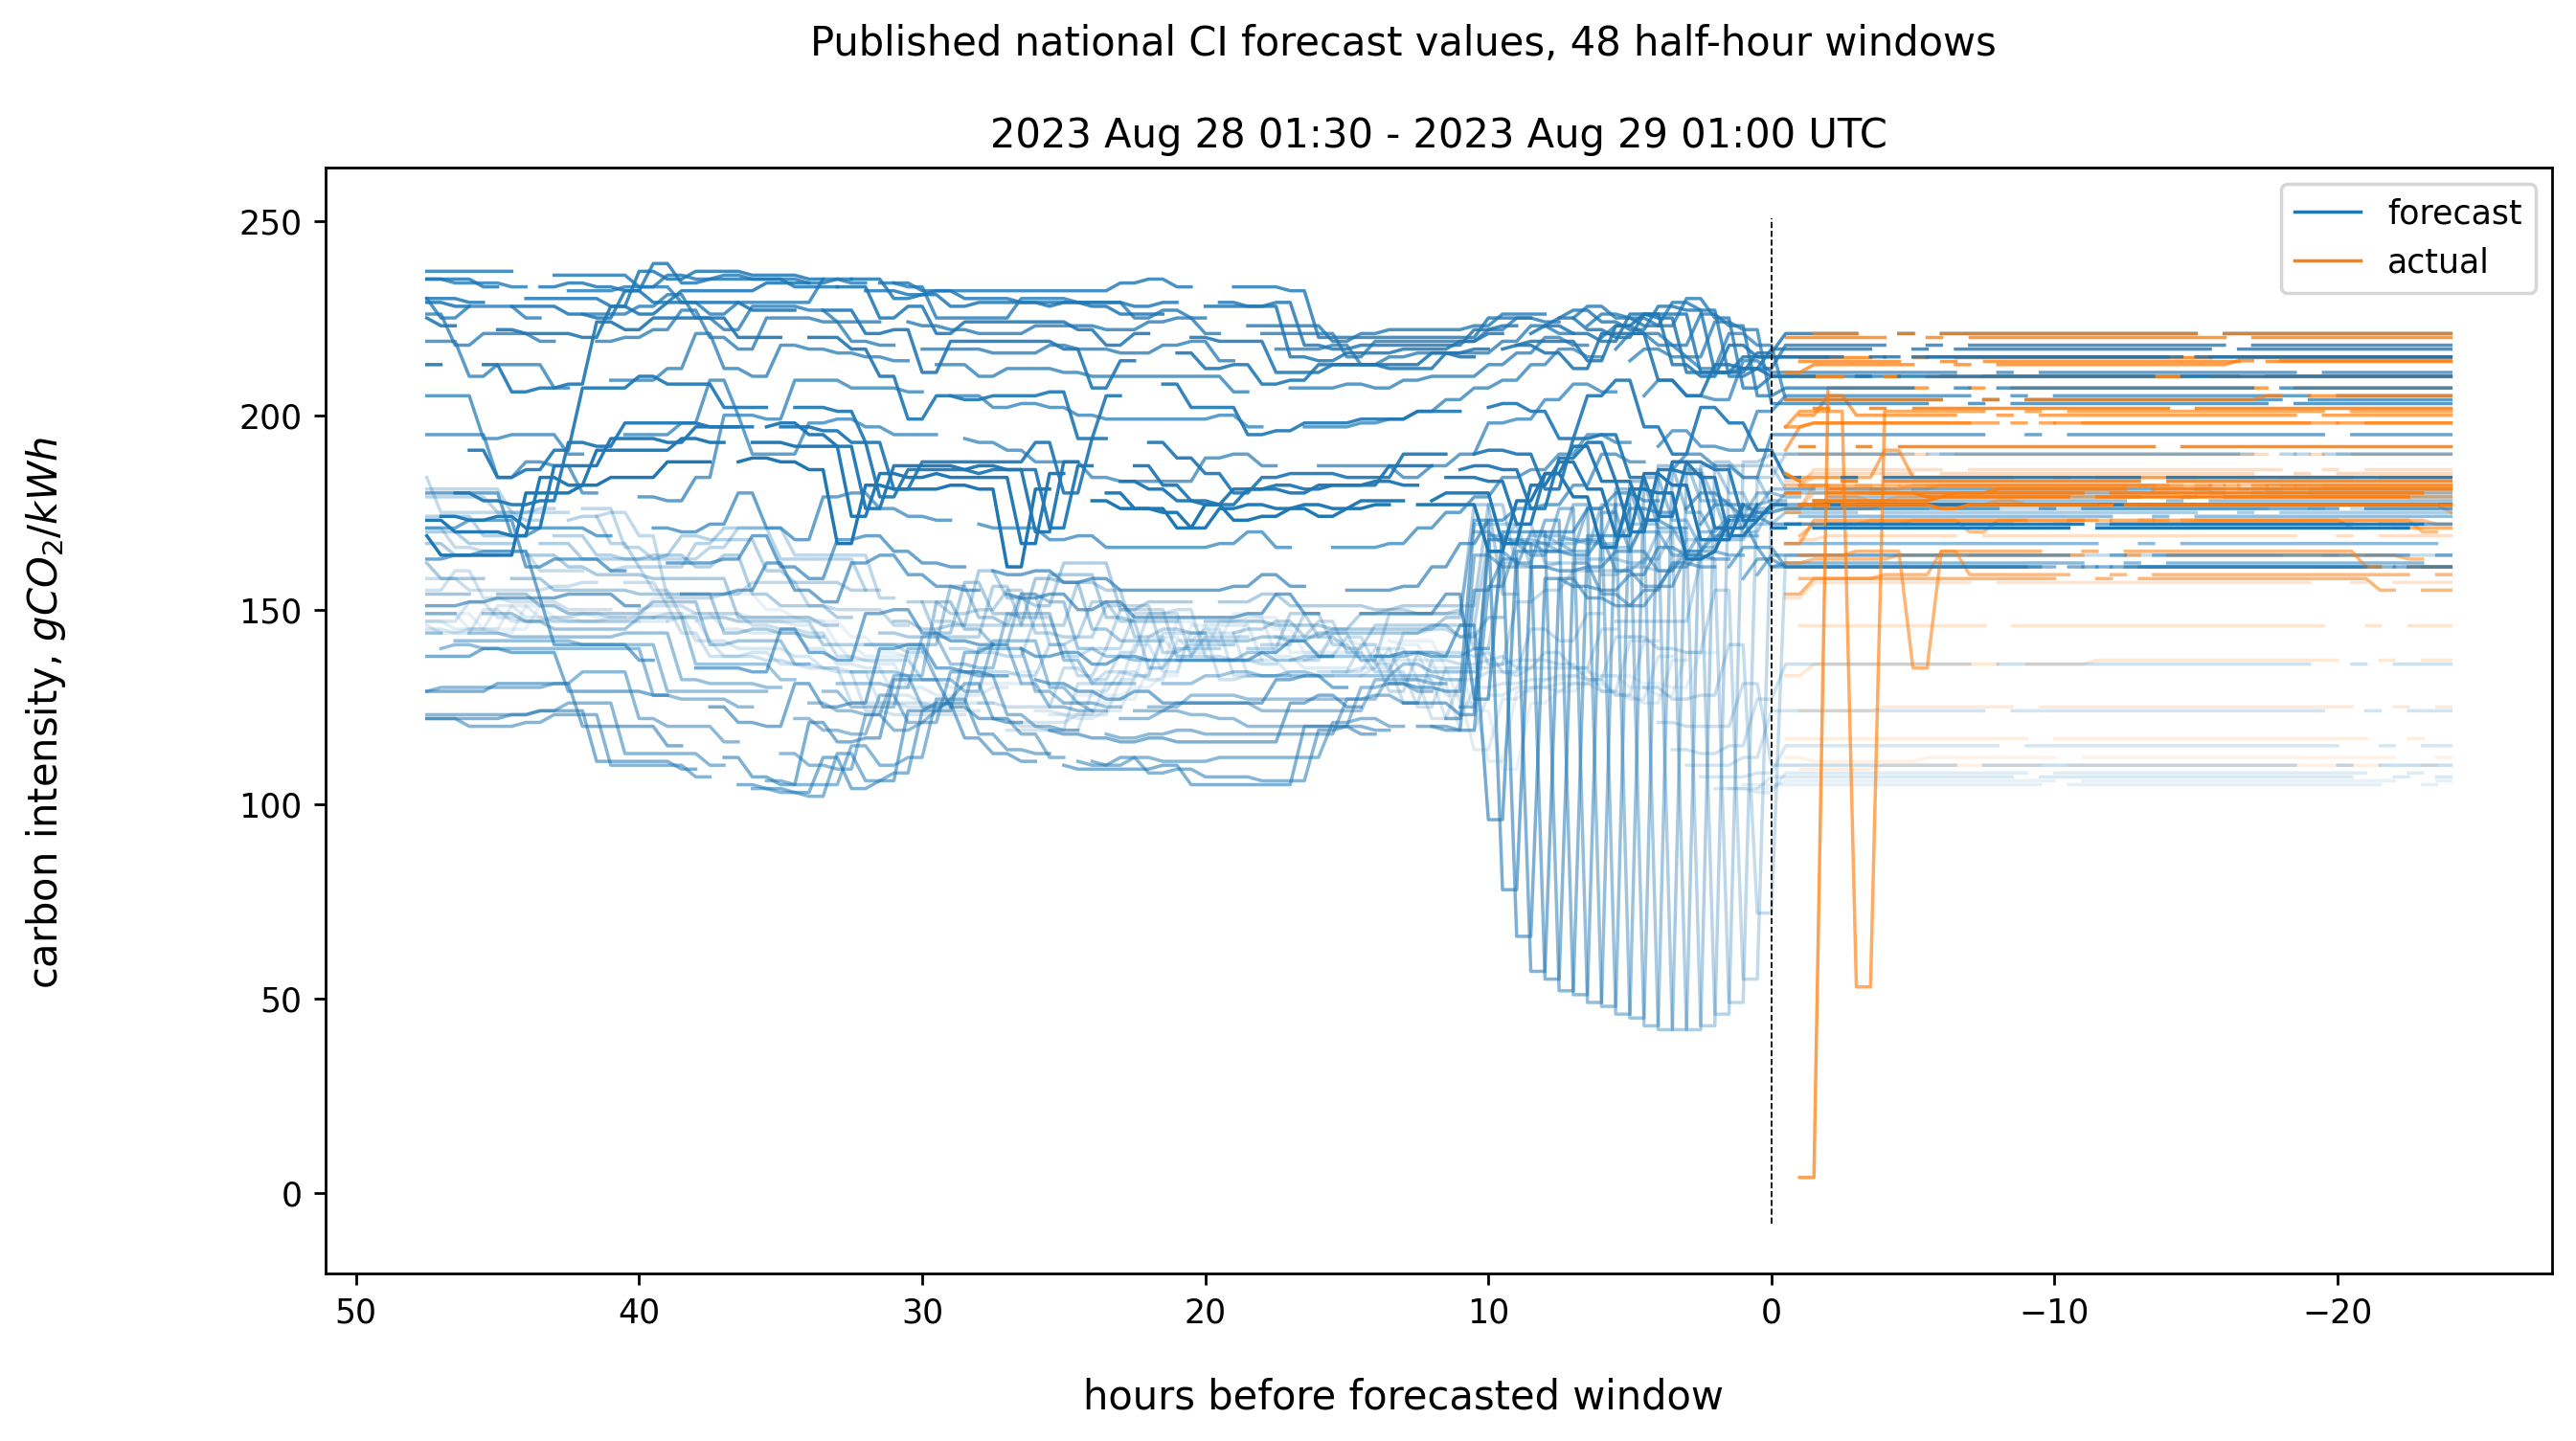 Published national CI forecast values, 48 half-hour windows
2023 Aug 28 01:30 - 2023 Aug 29 01:00 UTC
forecast
actual
carbon intensity, gCO₂/kWh
250
200
150
100
50
0
50 40 30 20 10 0 −10 −20
hours before forecasted window